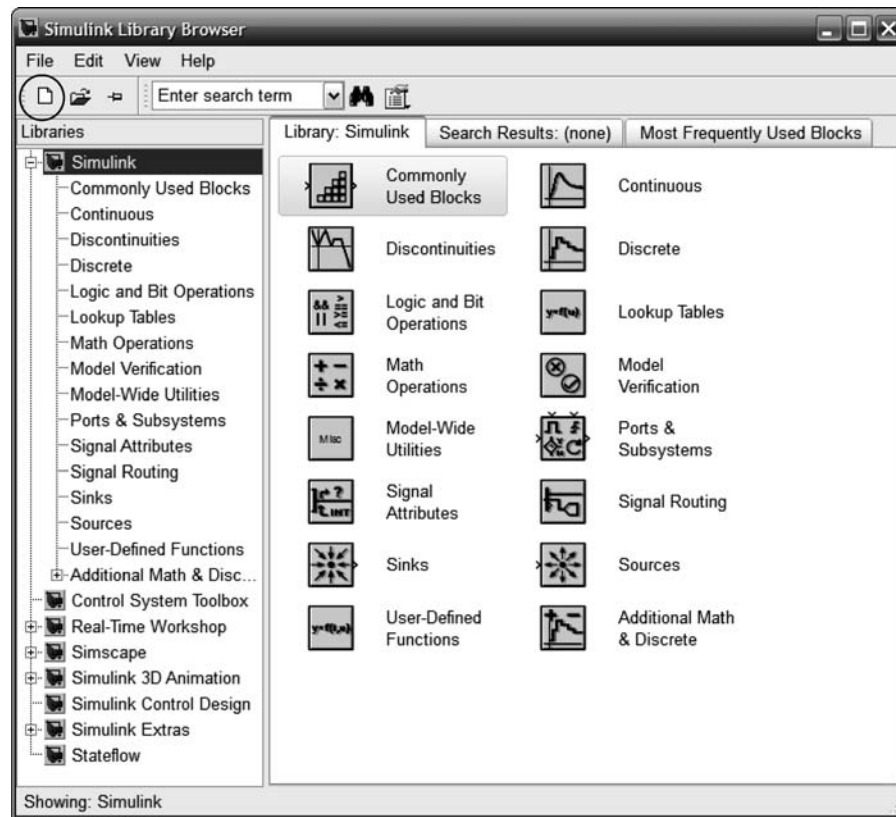 Simulink Library Browser
File Edit View Help
Enter search term
Libraries
Library: Simulink Search Results: (none) Most Frequently Used Blocks
Simulink
Commonly Used Blocks
Continuous
Discontinuities
Discrete
Logic and Bit Operations
Lookup Tables
Math Operations
Model Verification
Model-Wide Utilities
Ports & Subsystems
Signal Attributes
Signal Routing
Sinks
Sources
User-Defined Functions
Additional Math & Disc...
Control System Toolbox
Real-Time Workshop
Simscape
Simulink 3D Animation
Simulink Control Design
Simulink Extras
Stateflow
Commonly
Used Blocks
Continuous
Discontinuities
Discrete
&& >
|| >=
<=
Logic and Bit
Operations
y=f(u)
Lookup Tables
+ −
÷ ×
Math
Operations
Model
Verification
Misc
Model-Wide
Utilities
Ports &
Subsystems
?
INT
Signal
Attributes
Signal Routing
Sinks
Sources
User-Defined
Functions
+ −
Additional Math
& Discrete
Showing: Simulink